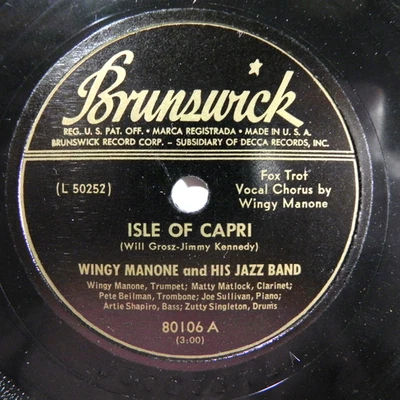 Brunswick
REG. U. S. PAT. OFF. • MARCA REGISTRADA • MADE IN U. S. A.
BRUNSWICK RECORD CORP. – SUBSIDIARY OF DECCA RECORDS, INC.
(L 50252)
Fox Trot
Vocal Chorus by
Wingy Manone
ISLE OF CAPRI
(Will Grosz-Jimmy Kennedy)
WINGY MANONE and HIS JAZZ BAND
Wingy Manone, Trumpet; Matty Matlock, Clarinet;
Pete Beilman, Trombone; Joe Sullivan, Piano;
Artie Shapiro, Bass; Zutty Singleton, Drums
80106 A
(3:00)